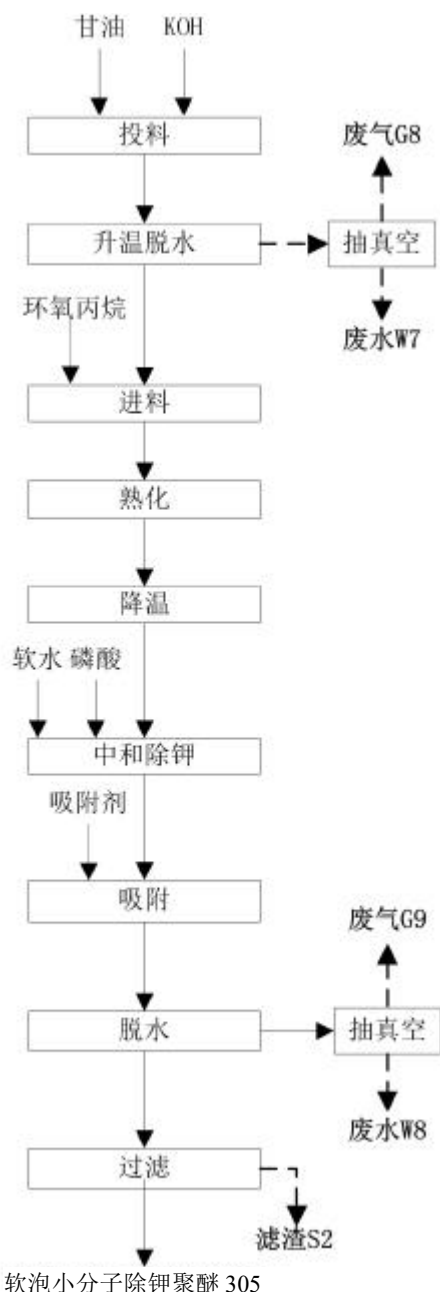 甘油 KOH
投料
废气G8
升温脱水
抽真空
环氧丙烷
废水W7
进料
熟化
降温
软水 磷酸
中和除钾
吸附剂
吸附
废气G9
脱水
抽真空
废水W8
过滤
滤渣S2
软泡小分子除钾聚醚 305